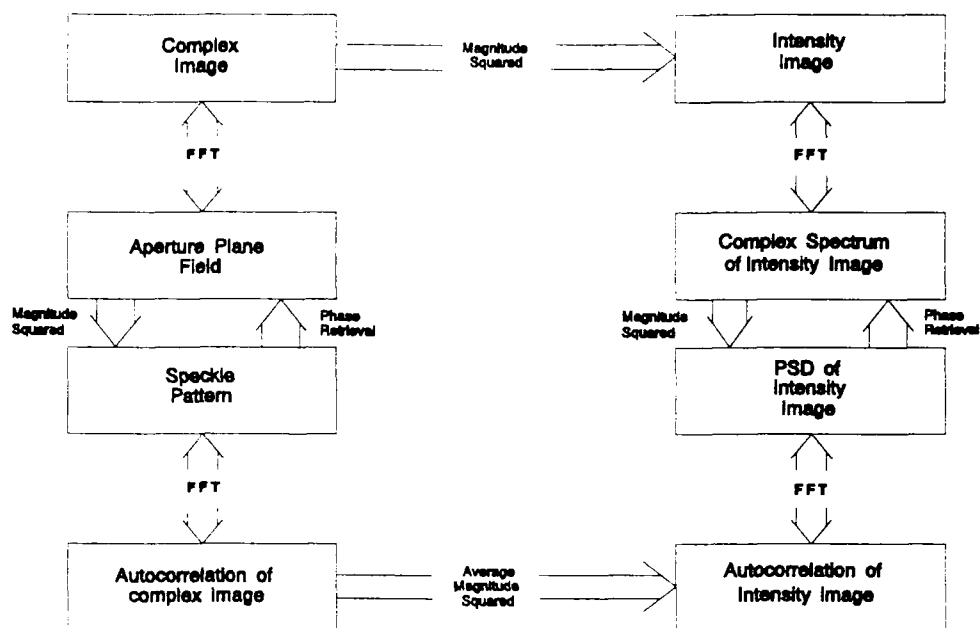 Complex
Image
Magnitude
Squared
Intensity
Image
FFT
FFT
Aperture Plane
Field
Complex Spectrum
of Intensity Image
Magnitude
Squared
Phase
Retrieval
Magnitude
Squared
Phase
Retrieval
Speckle
Pattern
PSD of
Intensity
Image
FFT
FFT
Autocorrelation of
complex image
Average
Magnitude
Squared
Autocorrelation of
Intensity Image